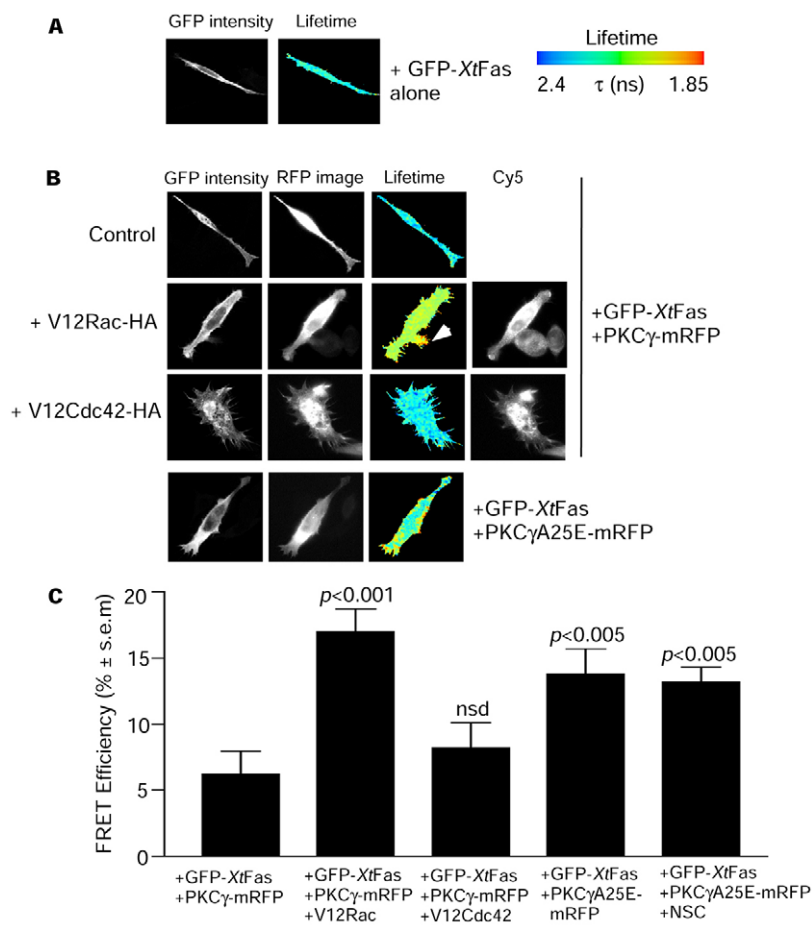 A
GFP intensity Lifetime
+ GFP-XtFas
alone
Lifetime
2.4 τ (ns) 1.85
B
GFP intensity RFP image Lifetime Cy5
Control
+ V12Rac-HA
+ V12Cdc42-HA
+GFP-XtFas
+PKCγ-mRFP
+GFP-XtFas
+PKCγA25E-mRFP
C
FRET Efficiency (% ± s.e.m)
20
15
10
5
0
p<0.001
nsd
p<0.005
p<0.005
+GFP-XtFas
+PKCγ-mRFP
+GFP-XtFas
+PKCγ-mRFP
+V12Rac
+GFP-XtFas
+PKCγ-mRFP
+V12Cdc42
+GFP-XtFas
+PKCγA25E-
mRFP
+GFP-XtFas
+PKCγA25E-mRFP
+NSC